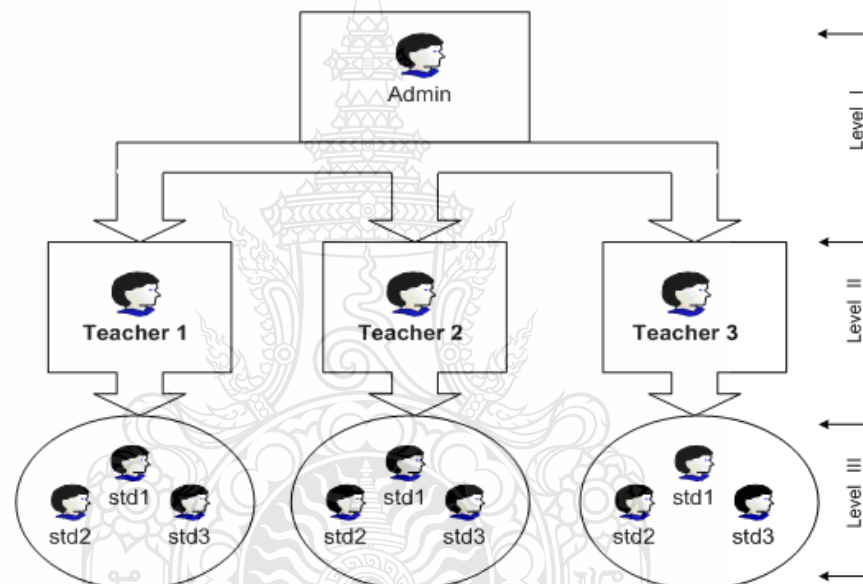 Admin
Level I
Teacher 1
Teacher 2
Teacher 3
Level II
std1
std2
std3
std1
std2
std3
std1
std2
std3
Level III